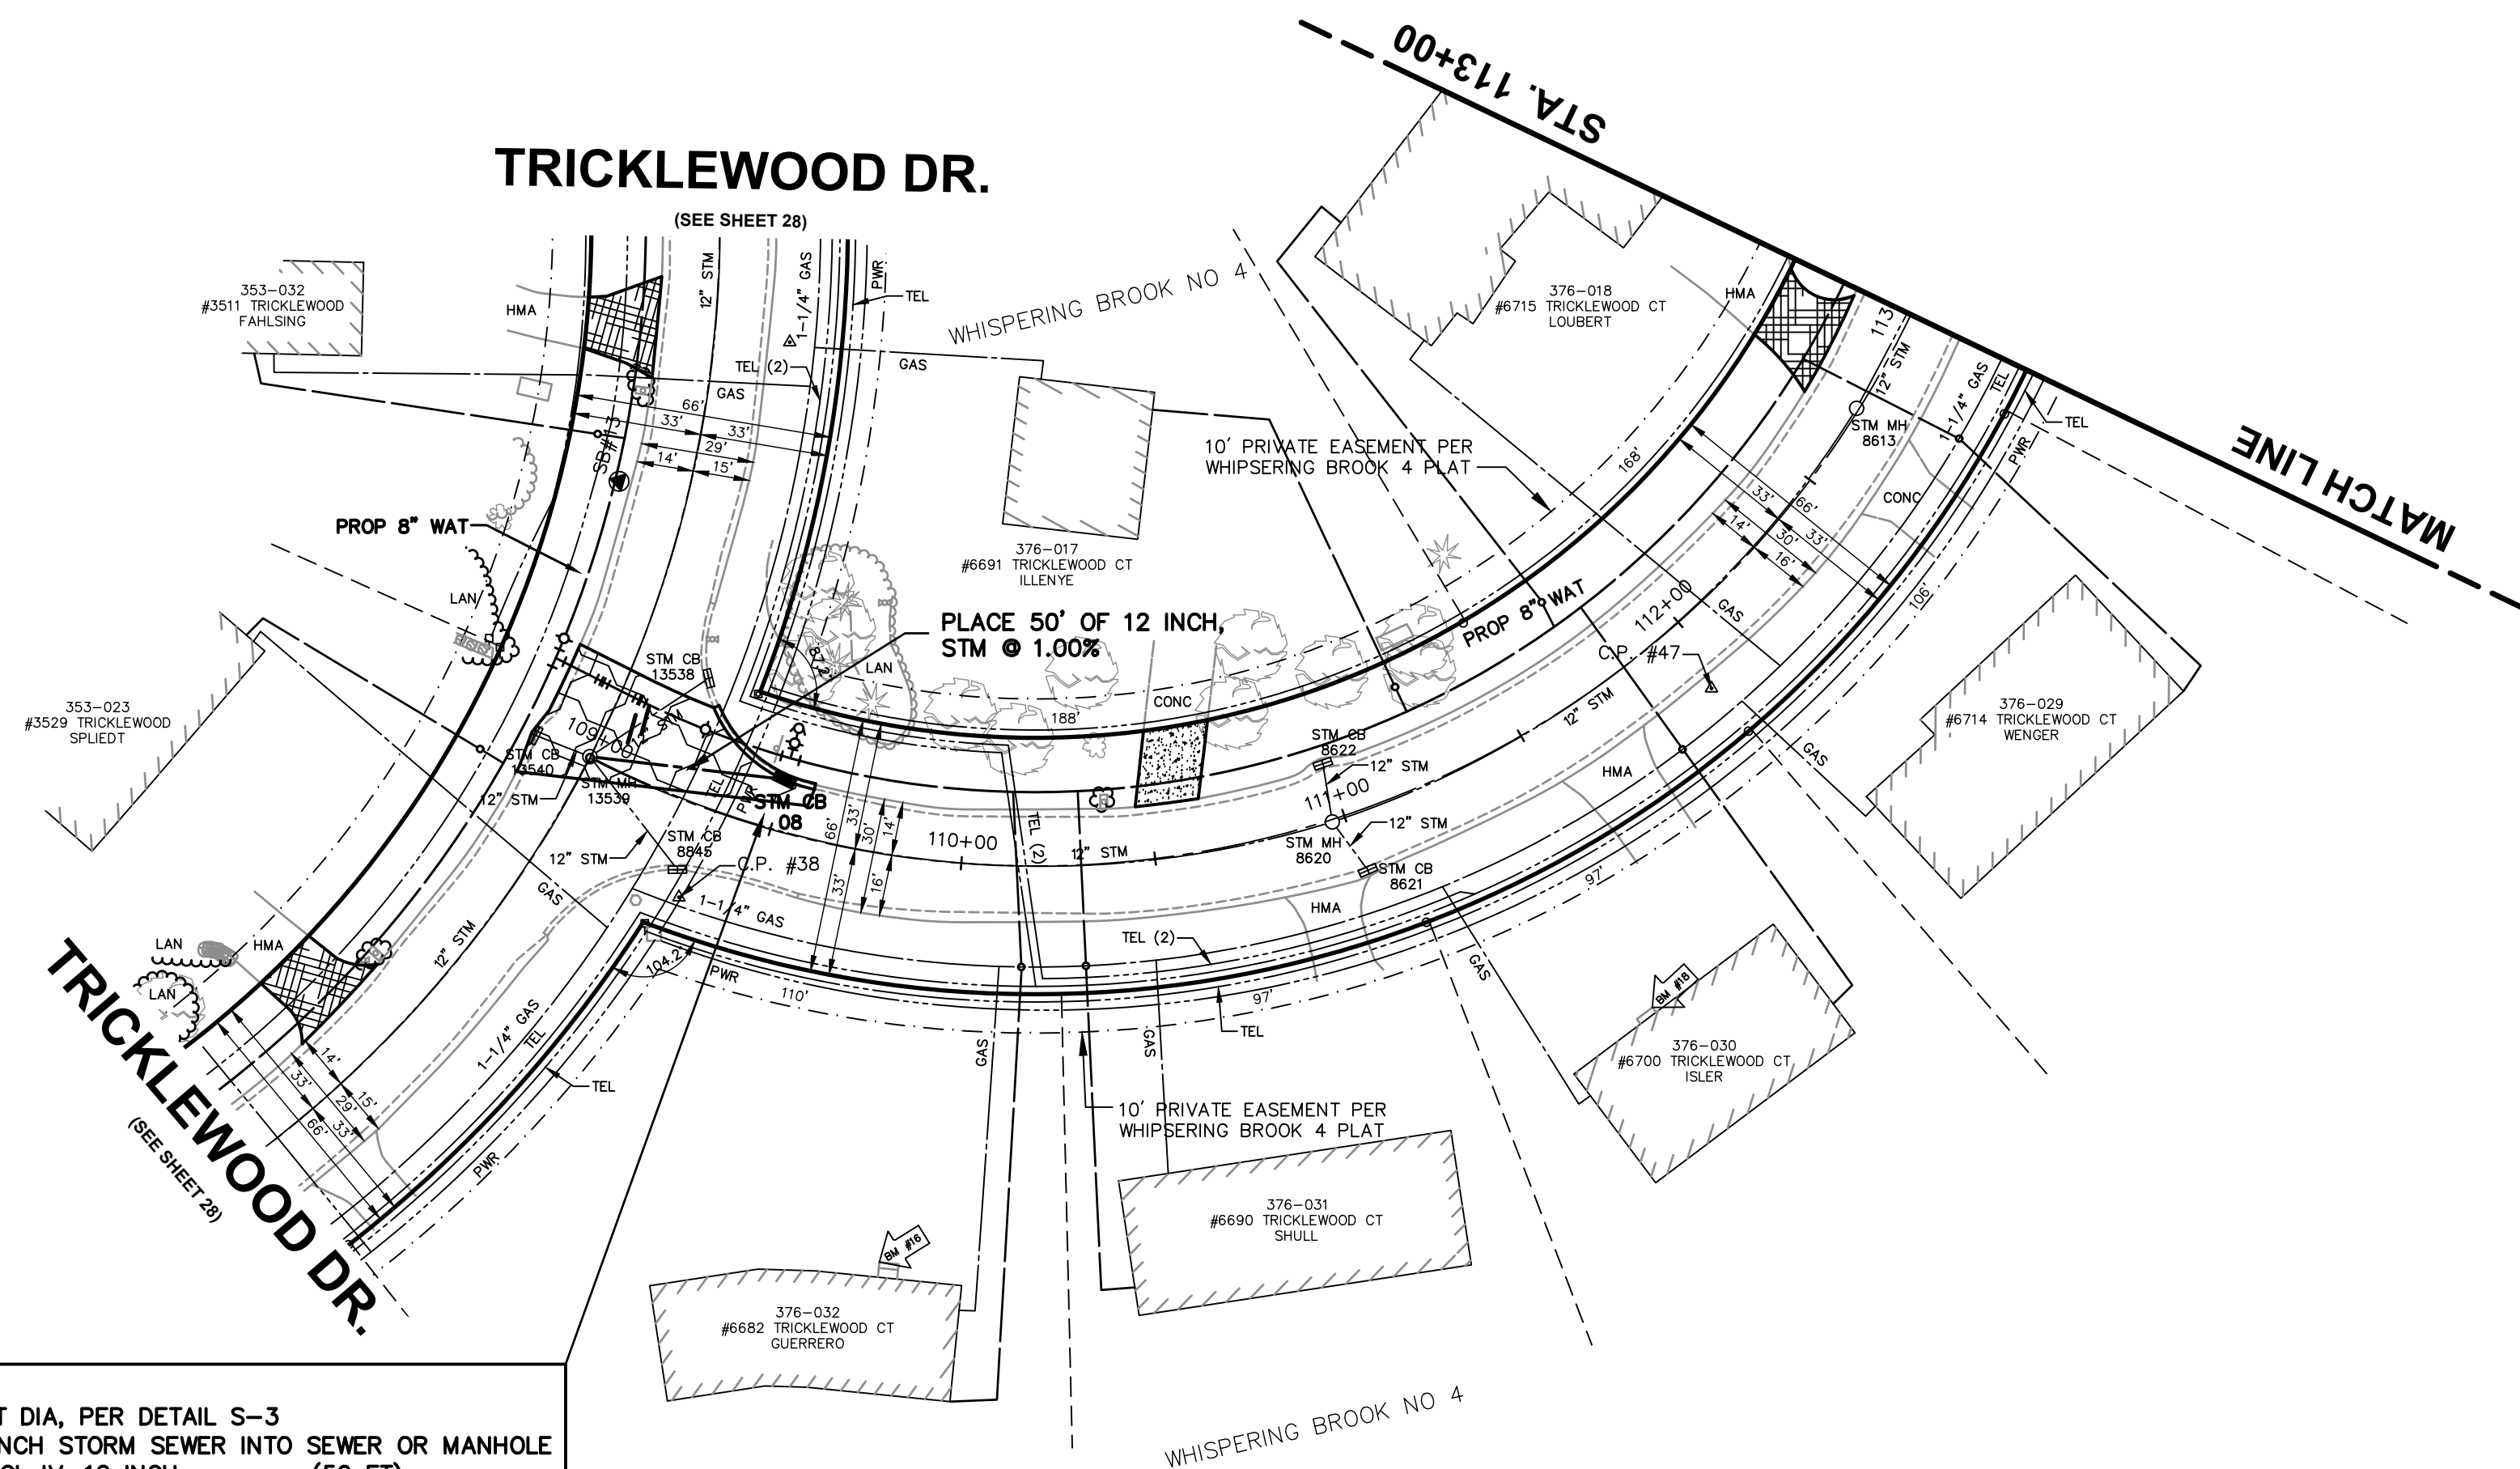 STA. 113+00
MATCH LINE
TRICKLEWOOD DR.
(SEE SHEET 28)
353-032
#3511 TRICKLEWOOD
FAHLSING
HMA
12" STM
1-1/4" GAS
PWR
TEL
TEL (2)
GAS
GAS
WHISPERING BROOK NO 4
376-018
#6715 TRICKLEWOOD CT
LOUBERT
HMA
113
12" STM
1-1/4" GAS
TEL
TEL
PWR
STM MH
8613
CONC
66'
33'
33'
29'
14'
15'
SB#13
PROP 8" WAT
10' PRIVATE EASEMENT PER
WHIPSERING BROOK 4 PLAT
168'
33'
66'
33'
14'
30'
16'
106'
376-017
#6691 TRICKLEWOOD CT
ILLENYE
PLACE 50' OF 12 INCH,
STM @ 1.00%
PROP 8" WAT
112+00
GAS
C.P. #47
12" STM
LAN
STM CB
13538
87.2°
LAN
188'
CONC
353-023
#3529 TRICKLEWOOD
SPLIEDT
109+00
12" STM
STM CB
13540
STM MH
13539
12" STM
TEL
PWR
STM CB
08
STM CB
8622
12" STM
111+00
12" STM
HMA
GAS
376-029
#6714 TRICKLEWOOD CT
WENGER
66'
33'
30'
14'
33'
16'
110+00
TEL (2)
12" STM
STM MH
8620
STM CB
8621
12" STM
STM CB
8845
C.P. #38
GAS
1-1/4" GAS
HMA
97'
TEL (2)
LAN
HMA
LAN
12" STM
104.2°
PWR
110'
97'
TEL
GAS
GAS
GAS
BM #18
376-030
#6700 TRICKLEWOOD CT
ISLER
1-1/4" GAS
TEL
TEL
PWR
14'
33'
29'
15'
66'
33'
TRICKLEWOOD DR.
(SEE SHEET 28)
10' PRIVATE EASEMENT PER
WHIPSERING BROOK 4 PLAT
376-031
#6690 TRICKLEWOOD CT
SHULL
BM #16
376-032
#6682 TRICKLEWOOD CT
GUERRERO
WHISPERING BROOK NO 4
DIA, PER DETAIL S-3
STORM SEWER INTO SEWER OR MANHOLE